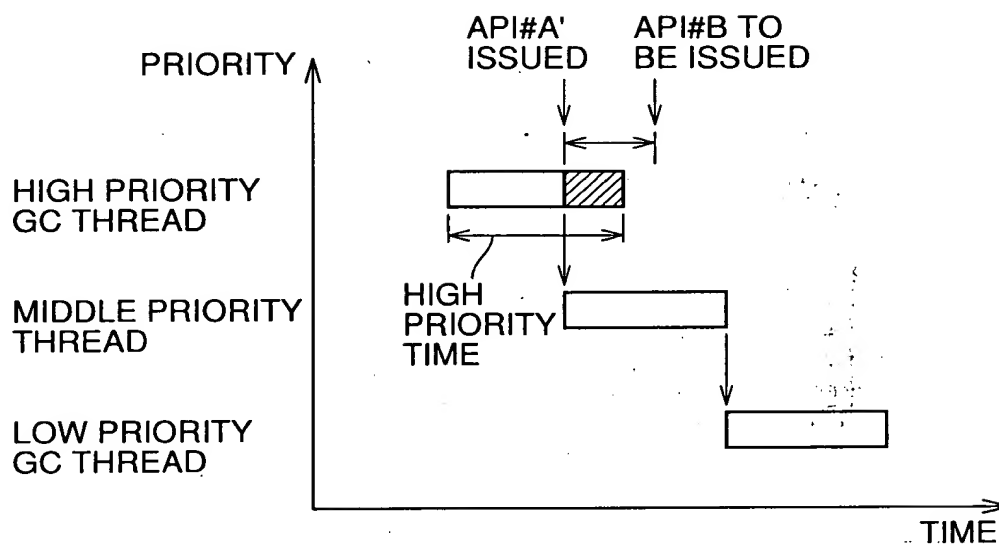 API#A'
ISSUED
API#B TO
BE ISSUED
PRIORITY
HIGH PRIORITY
GC THREAD
HIGH
PRIORITY
TIME
MIDDLE PRIORITY
THREAD
LOW PRIORITY
GC THREAD
TIME